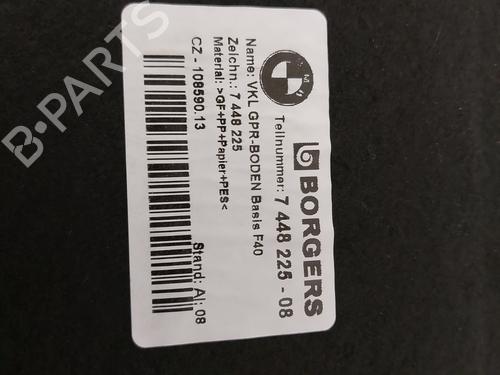 BORGERS
Teilnummer: 7 448 225 - 08
Name: VKL GPR-BODEN Basis F40
Zeichn.: 7 448 225
Material: >GF+PP+Papier+PES<
CZ - 108590.13
Stand: AI: 08
B-PARTS